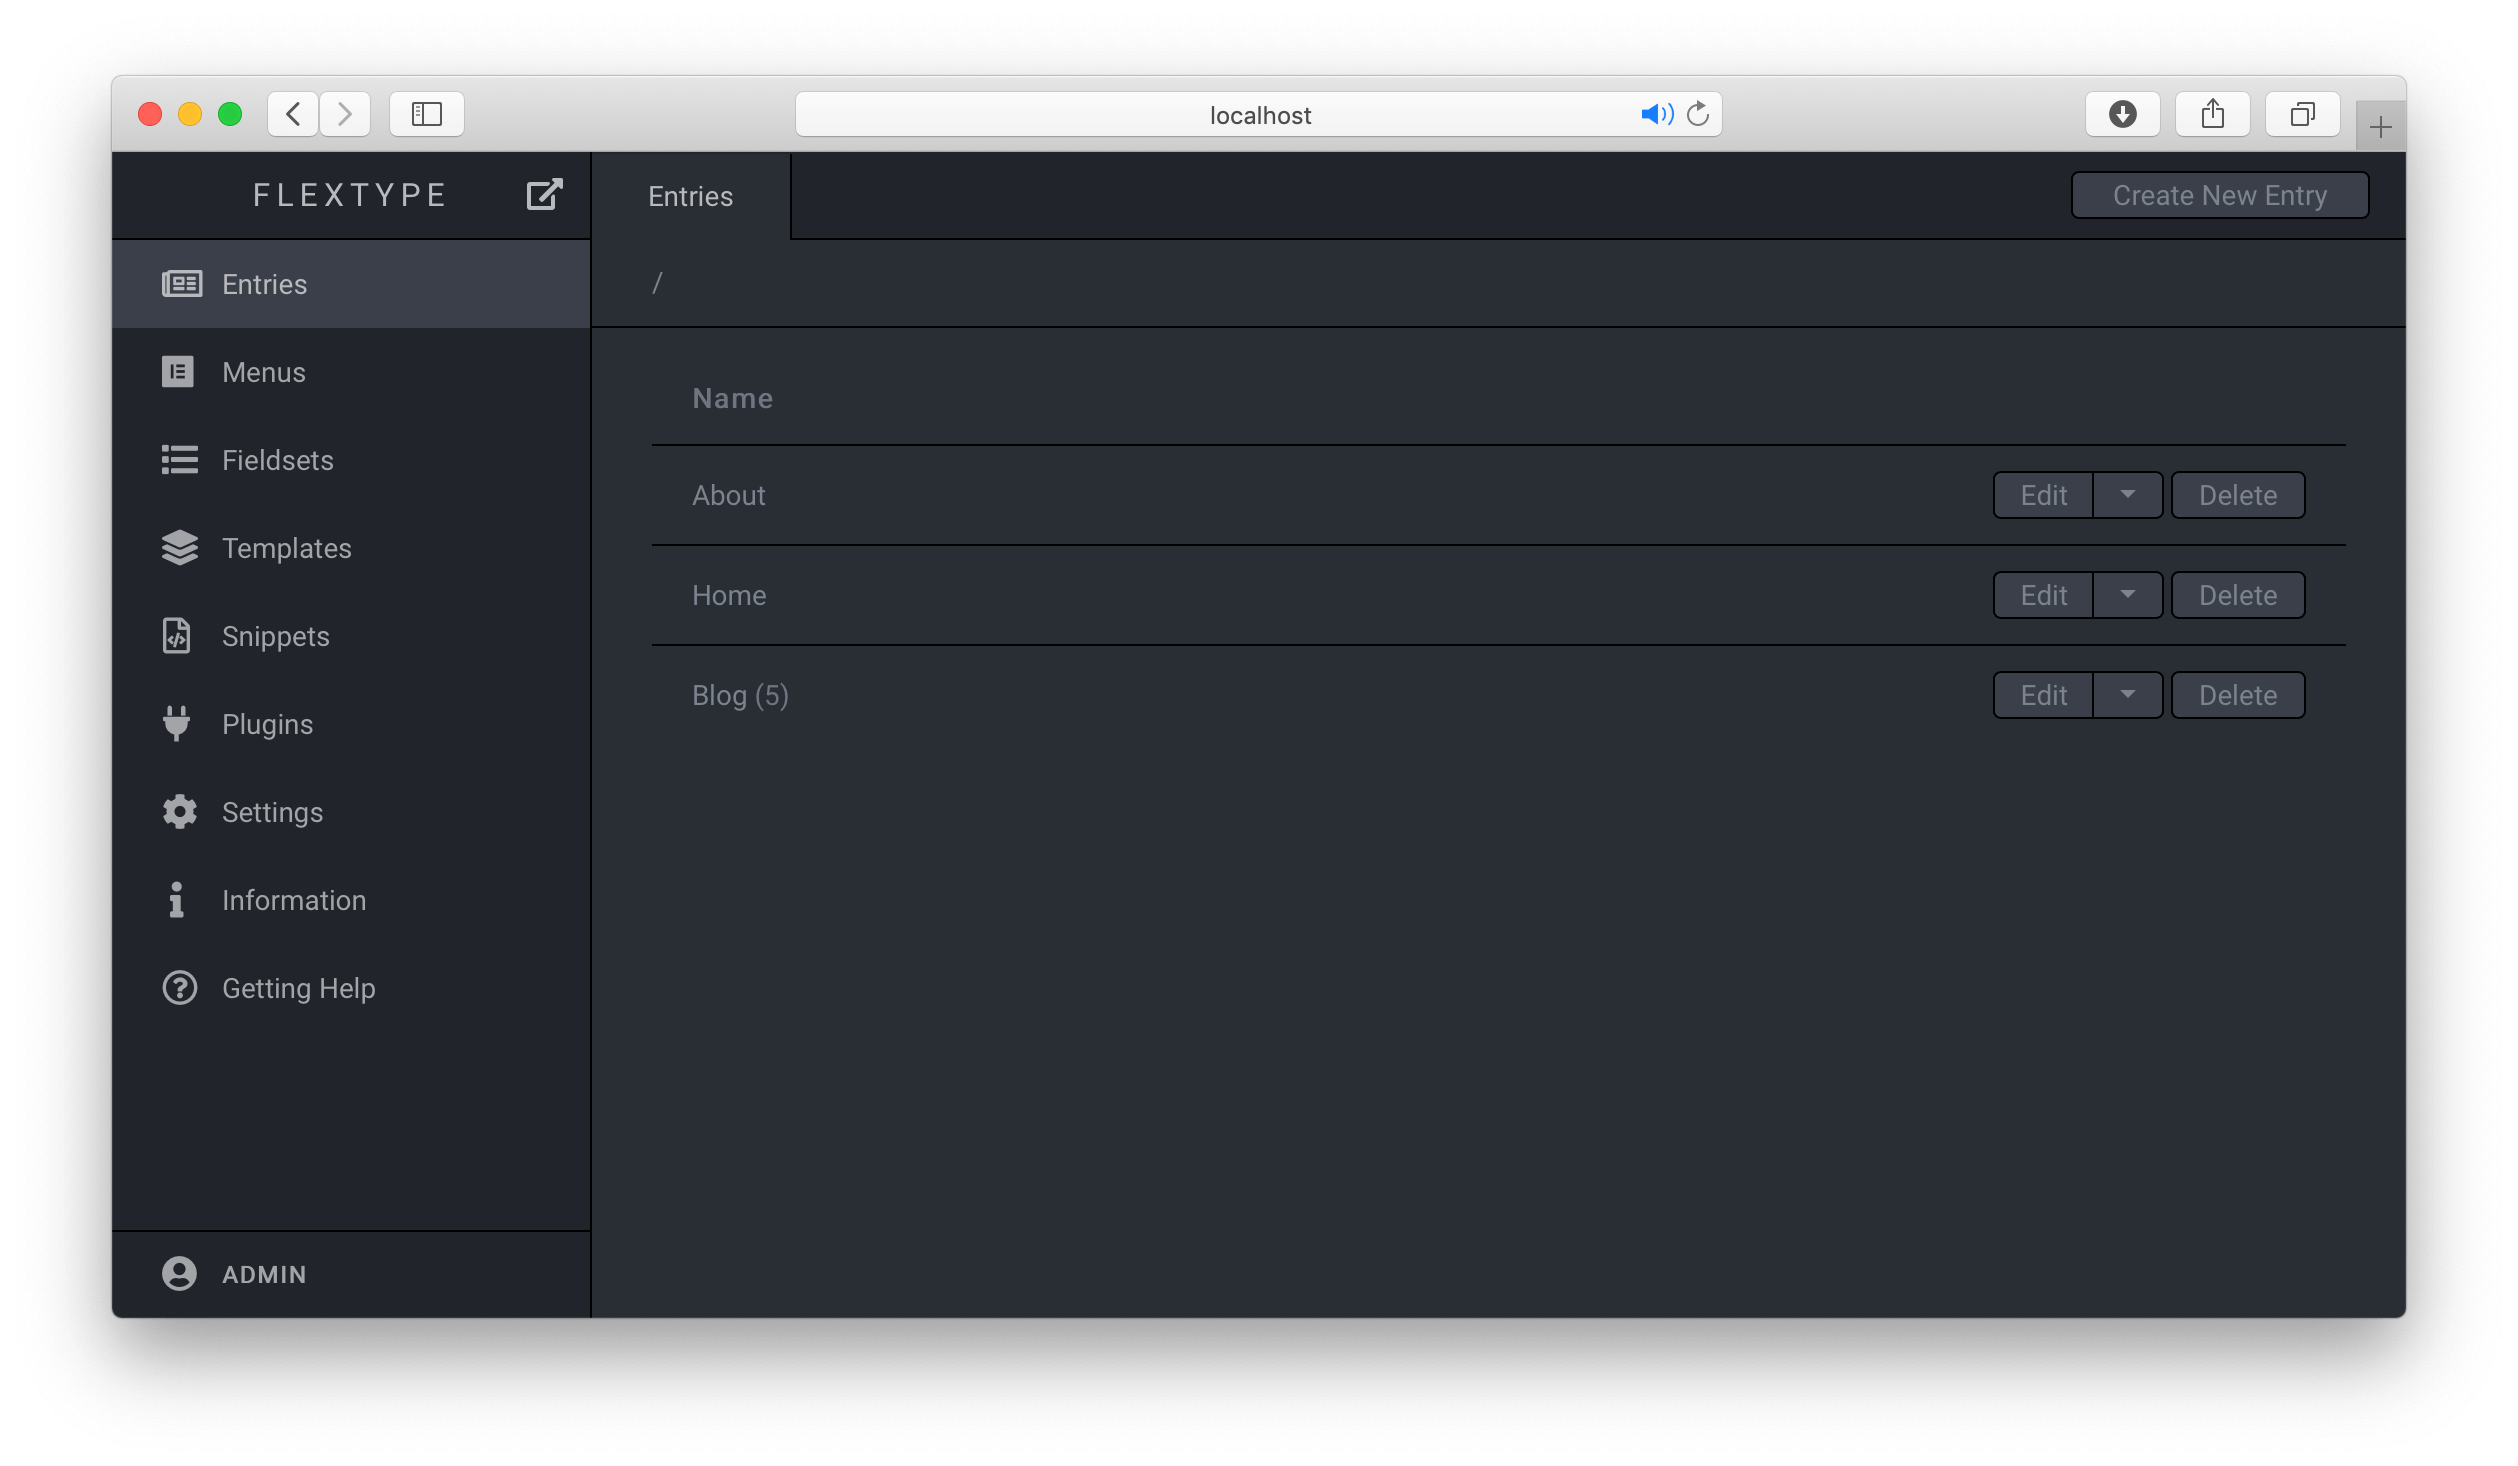 localhost
FLEXTYPE
Entries
Create New Entry
Entries
Menus
Fieldsets
Templates
Snippets
Plugins
Settings
Information
Getting Help
ADMIN
/
Name
About Edit Delete
Home Edit Delete
Blog (5) Edit Delete